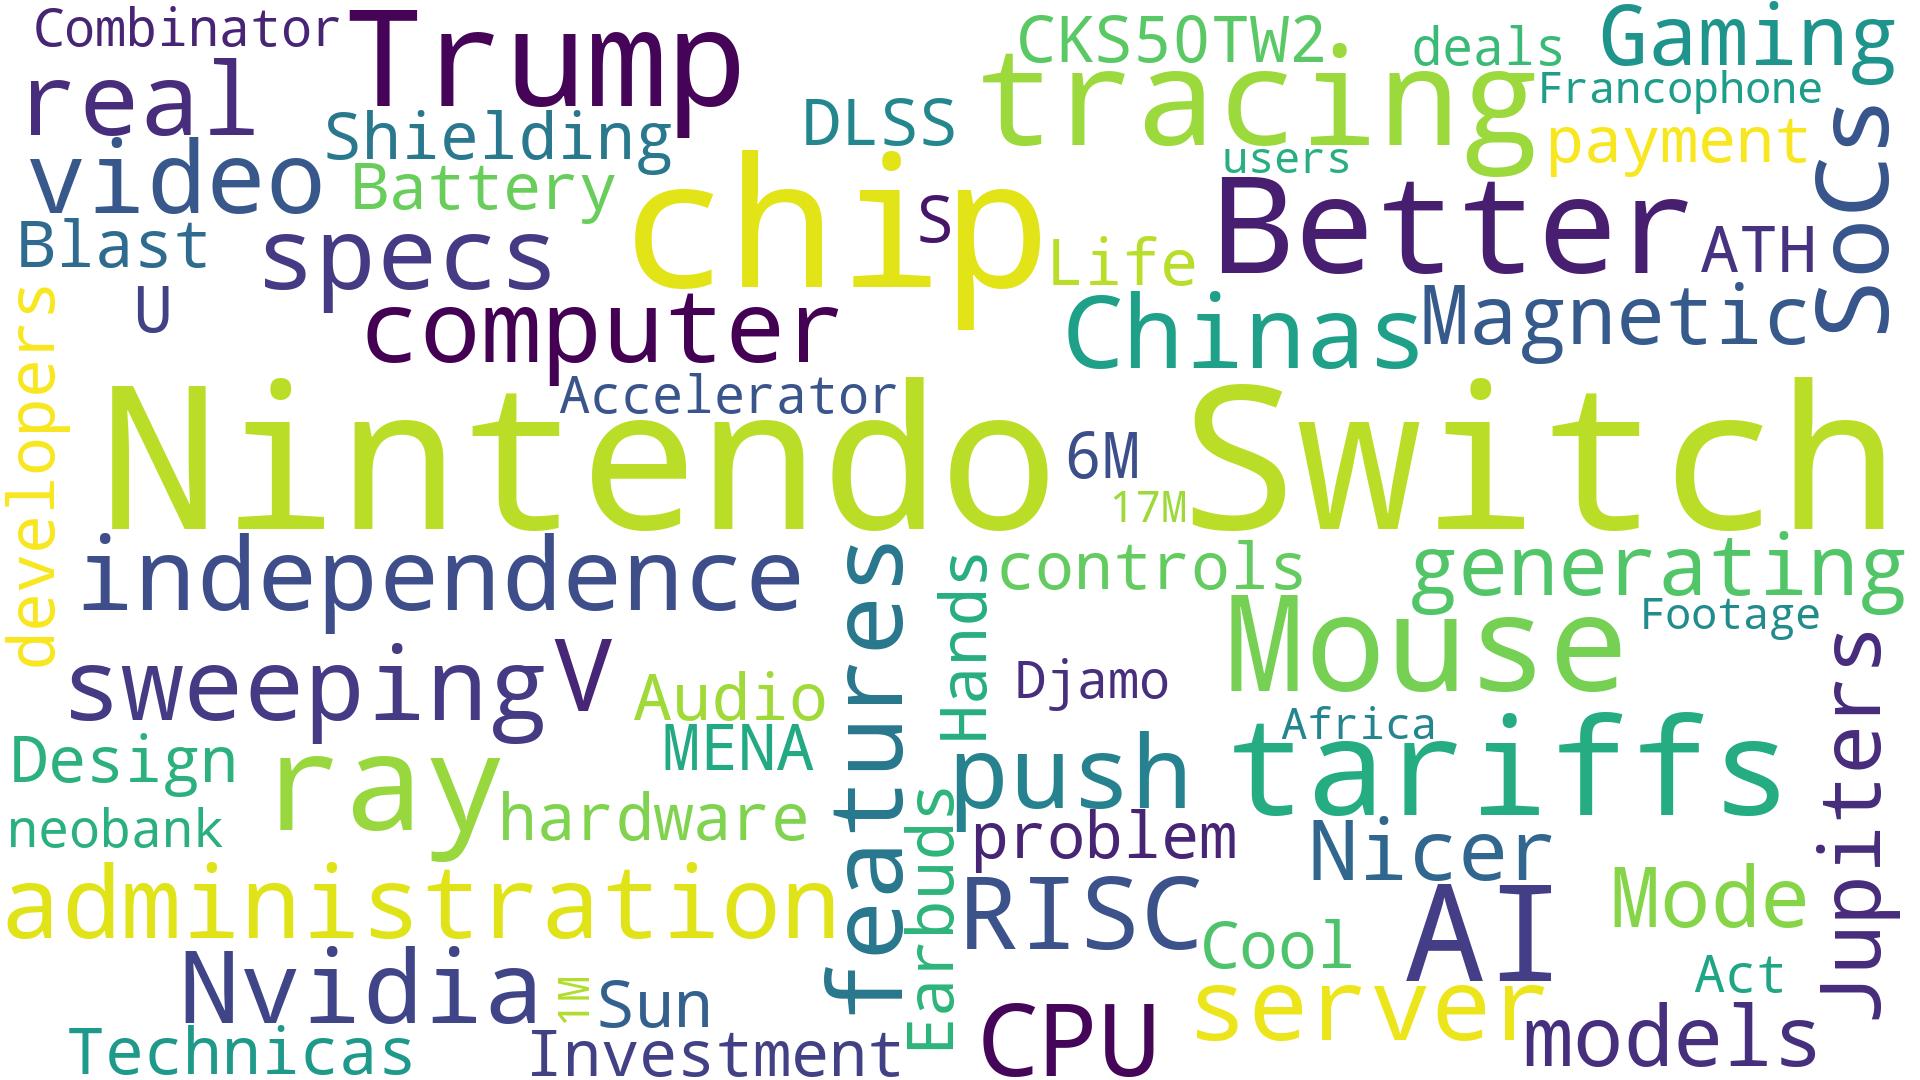 Combinator
Trump
CKS50TW2
deals
Gaming
real
tracing
Francophone
Shielding
DLSS
payment
SoCs
video
Battery
users
chip
S
Better
Blast
specs
Life
ATH
U
computer
Chinas
Magnetic
developers
Accelerator
Nintendo
6M
17M
Switch
independence
features
Hands
controls
generating
Mouse
Footage
sweeping
V
Audio
Djamo
Jupiters
MENA
Africa
Design
ray
push
tariffs
neobank
hardware
Earbuds
problem
Nicer
administration
RISC
AI
Mode
Cool
Nvidia
1M
Sun
server
Act
Technicas
Investment
CPU
models